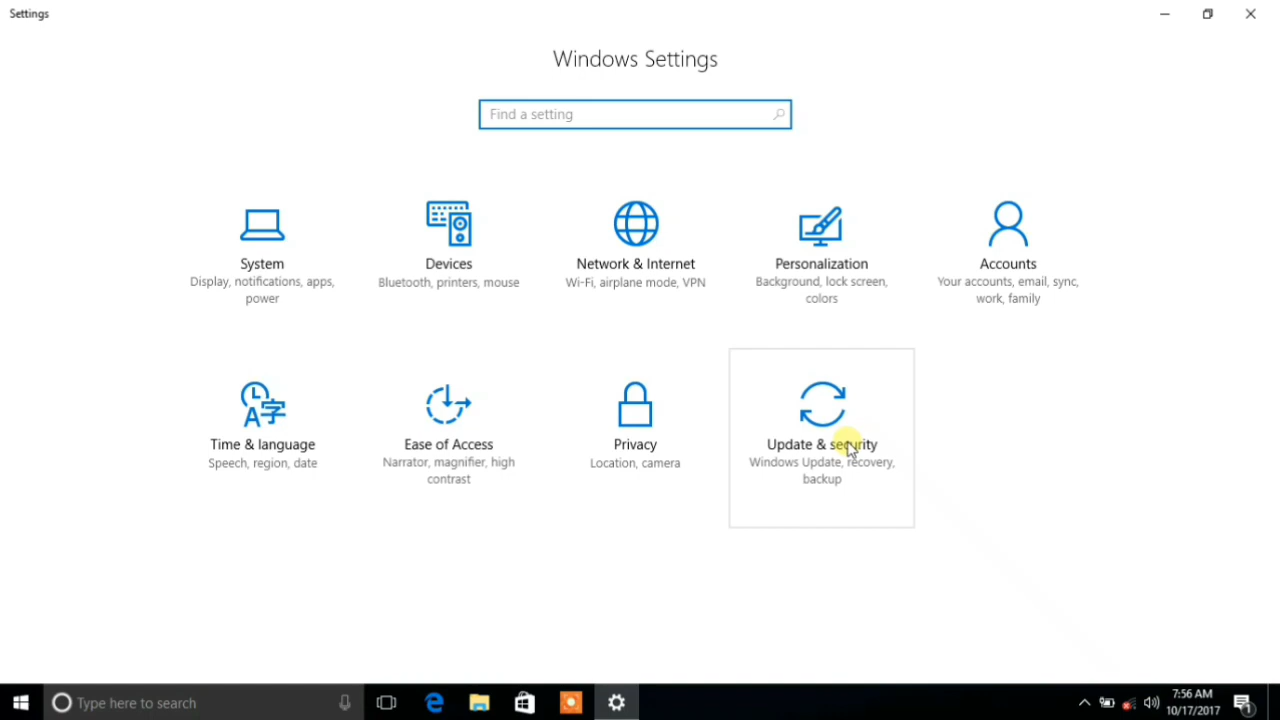 Settings
Windows Settings
Find a setting
System
Display, notifications, apps,
power
Devices
Bluetooth, printers, mouse
Network & Internet
Wi-Fi, airplane mode, VPN
Personalization
Background, lock screen,
colors
Accounts
Your accounts, email, sync,
work, family
Time & language
Speech, region, date
Ease of Access
Narrator, magnifier, high
contrast
Privacy
Location, camera
Update & security
Windows Update, recovery,
backup
Type here to search
7:56 AM
10/17/2017
1